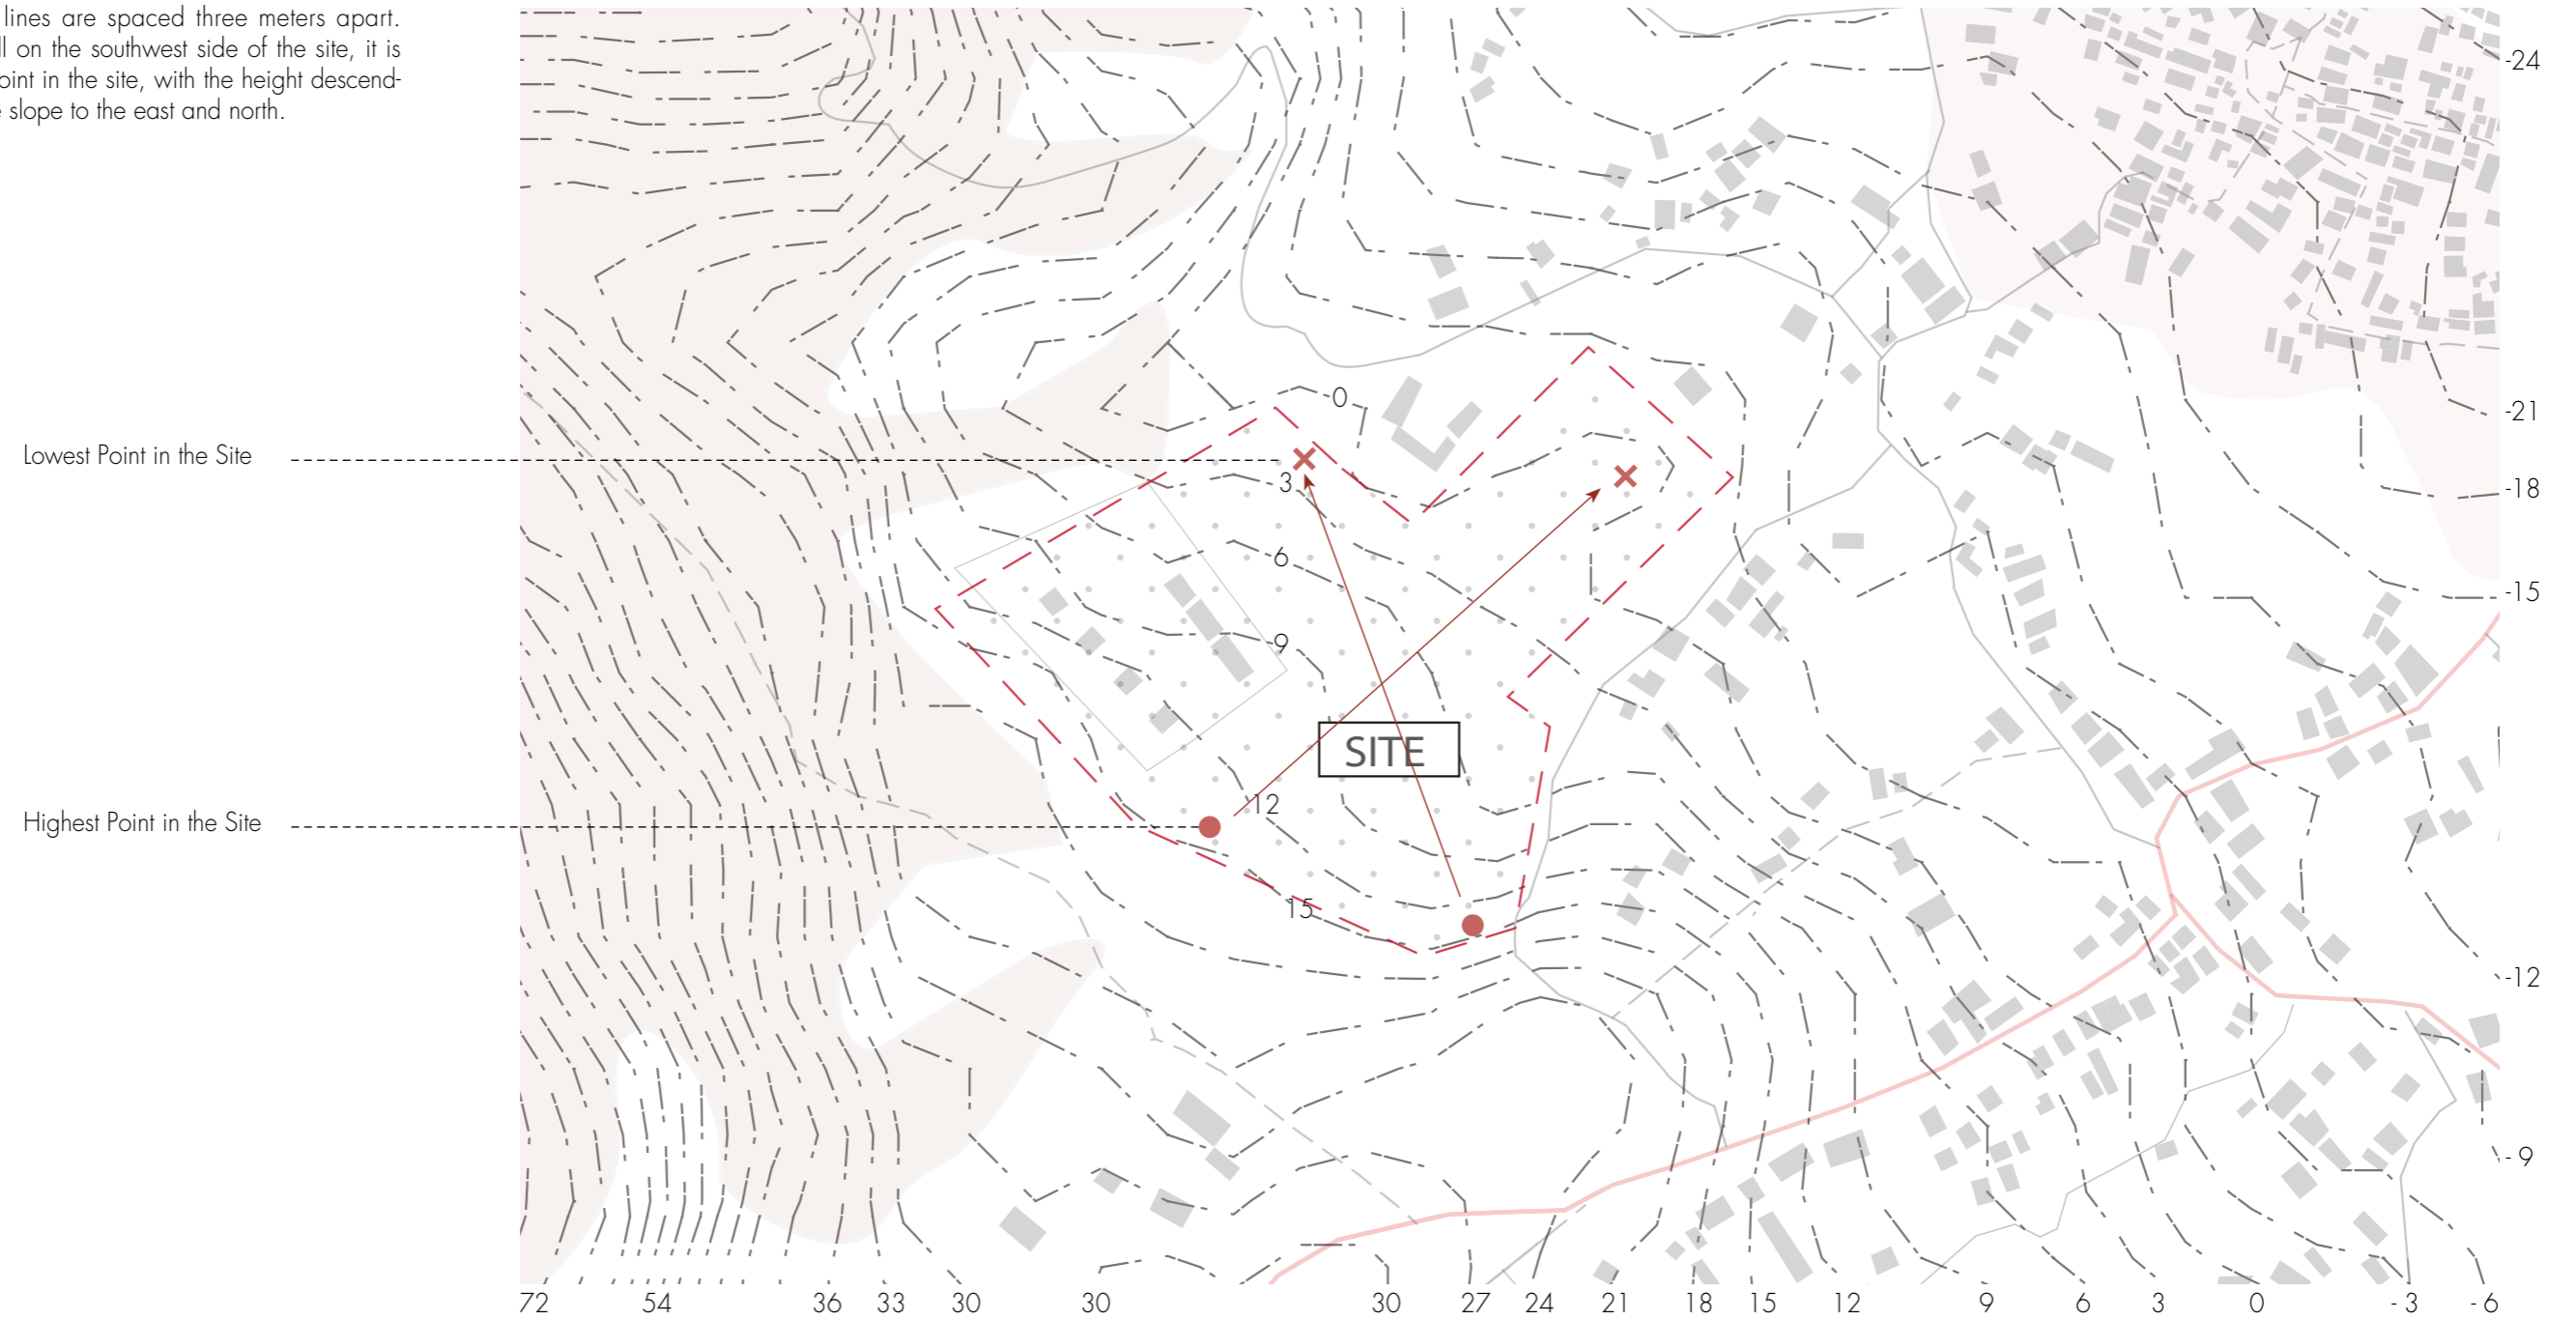 lines are spaced three meters apart.
on the southwest side of the site, it is
in the site, with the height descend-
slope to the east and north.
-24
0
-21
Lowest Point in the Site
3
-18
6
-15
9
SITE
12
Highest Point in the Site
15
-12
- 9
72 54 36 33 30 30 30 27 24 21 18 15 12 9 6 3 0 - 3 - 6